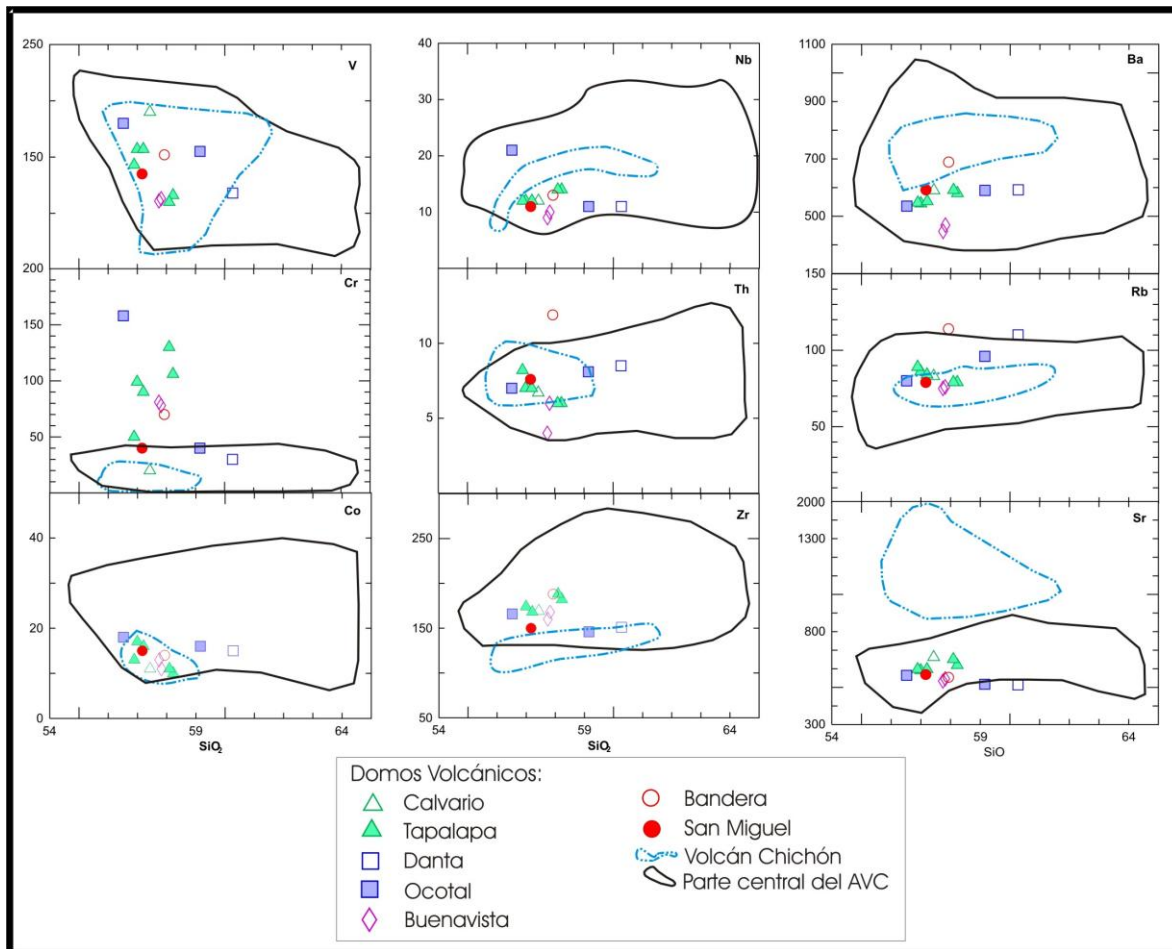 250
V
150
200
Cr
150
100
50
Co
40
20
0
54
59
64
SiO₂
40
Nb
30
20
10
Th
10
5
Zr
250
150
50
54
59
64
SiO₂
1100
Ba
900
700
500
150
Rb
100
50
2000
Sr
1300
800
300
54
59
64
SiO
Domos Volcánicos:
Calvario
Tapalapa
Danta
Ocotal
Buenavista
Bandera
San Miguel
Volcán Chichón
Parte central del AVC